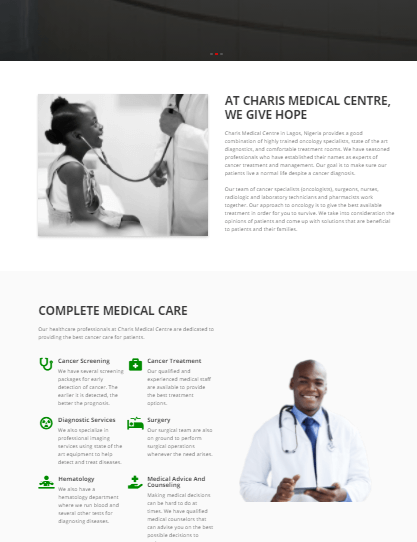 AT CHARIS MEDICAL CENTRE,
WE GIVE HOPE
Charis Medical Centre in Lagos, Nigeria provides a good
combination of highly trained oncology specialists, state of the art
diagnostics, and comfortable treatment rooms. We have seasoned
professionals who have established their names as experts of
cancer treatment and management. Our goal is to make sure our
patients live a normal life despite a cancer diagnosis.
Our team of cancer specialists (oncologists), surgeons, nurses,
radiologic and laboratory technicians and pharmacists work
together. Our approach to oncology is to give the best available
treatment in order for you to survive. We take into consideration the
opinions of patients and come up with solutions that are beneficial
to patients and their families.
COMPLETE MEDICAL CARE
Our healthcare professionals at Charis Medical Centre are dedicated to
providing the best cancer care for patients.
Cancer Screening
We have several screening
packages for early
detection of cancer. The
earlier it is detected, the
better the prognosis.
Cancer Treatment
Our qualified and
experienced medical staff
are available to provide
the best treatment
options.
Diagnostic Services
We also specialise in
professional imaging
services using state of the
art equipment to help
detect and treat diseases.
Surgery
Our surgical team are also
on ground to perform
surgical operations
whenever the need arises.
Hematology
We also have a
hematology department
where we run blood and
several other tests for
diagnosing diseases.
Medical Advice And
Counseling
Making medical decisions
can be hard to do at
times. We have qualified
medical counselors that
can advise you on the best
possible decisions to